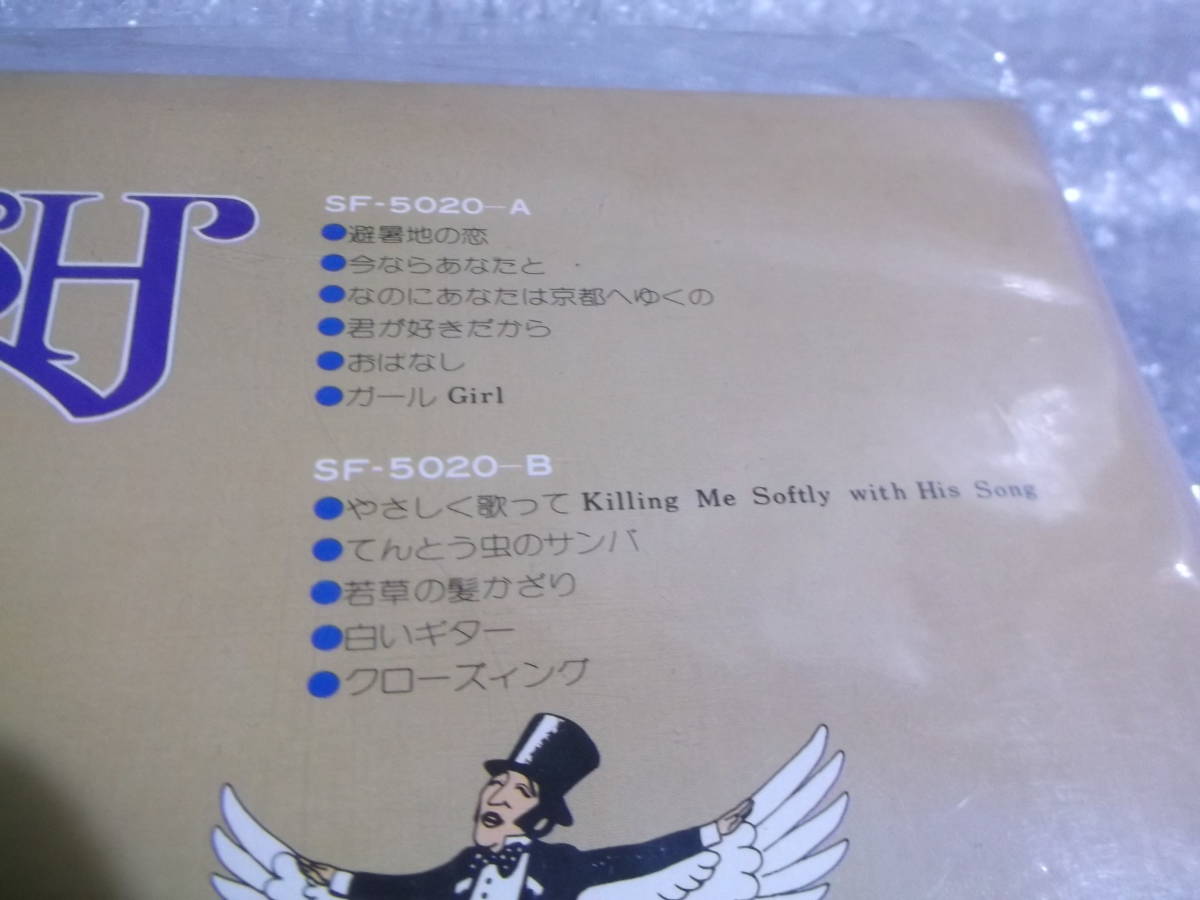 SH
SF-5020-A
●避暑地の恋
●今ならあなたと
●なのにあなたは京都へゆくの
●君が好きだから
●おはなし
●ガール Girl
SF-5020-B
●やさしく歌って Killing Me Softly with His Song
●てんとう虫のサンバ
●若草の髪かざり
●白いギター
●クローズィング